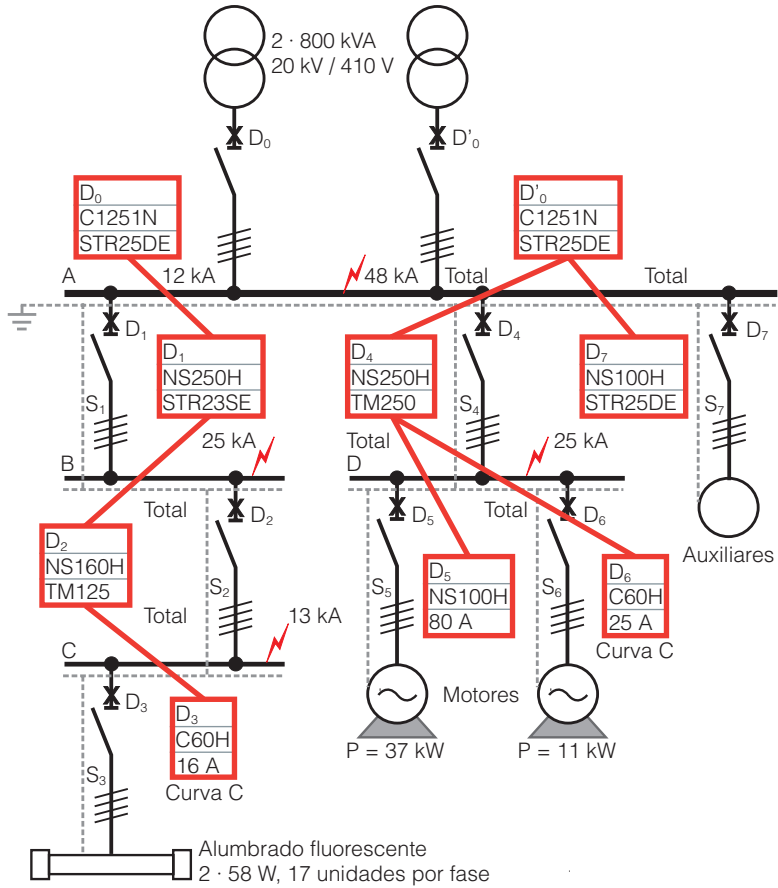 2 · 800 kVA
20 kV / 410 V
D₀
D'₀
D₀
C1251N
STR25DE
D'₀
C1251N
STR25DE
A
12 kA
48 kA
Total
Total
D₁
D₄
D₇
D₁
NS250H
STR23SE
D₄
NS250H
TM250
D₇
NS100H
STR25DE
S₁
S₄
S₇
25 kA
Total
25 kA
B
D
Total
D₂
D₅
Total
D₆
Auxiliares
D₂
NS160H
TM125
D₅
NS100H
80 A
D₆
C60H
25 A
Curva C
S₂
S₅
S₆
Total
13 kA
C
D₃
D₃
C60H
16 A
Curva C
Motores
P = 37 kW
P = 11 kW
S₃
Alumbrado fluorescente
2 · 58 W, 17 unidades por fase